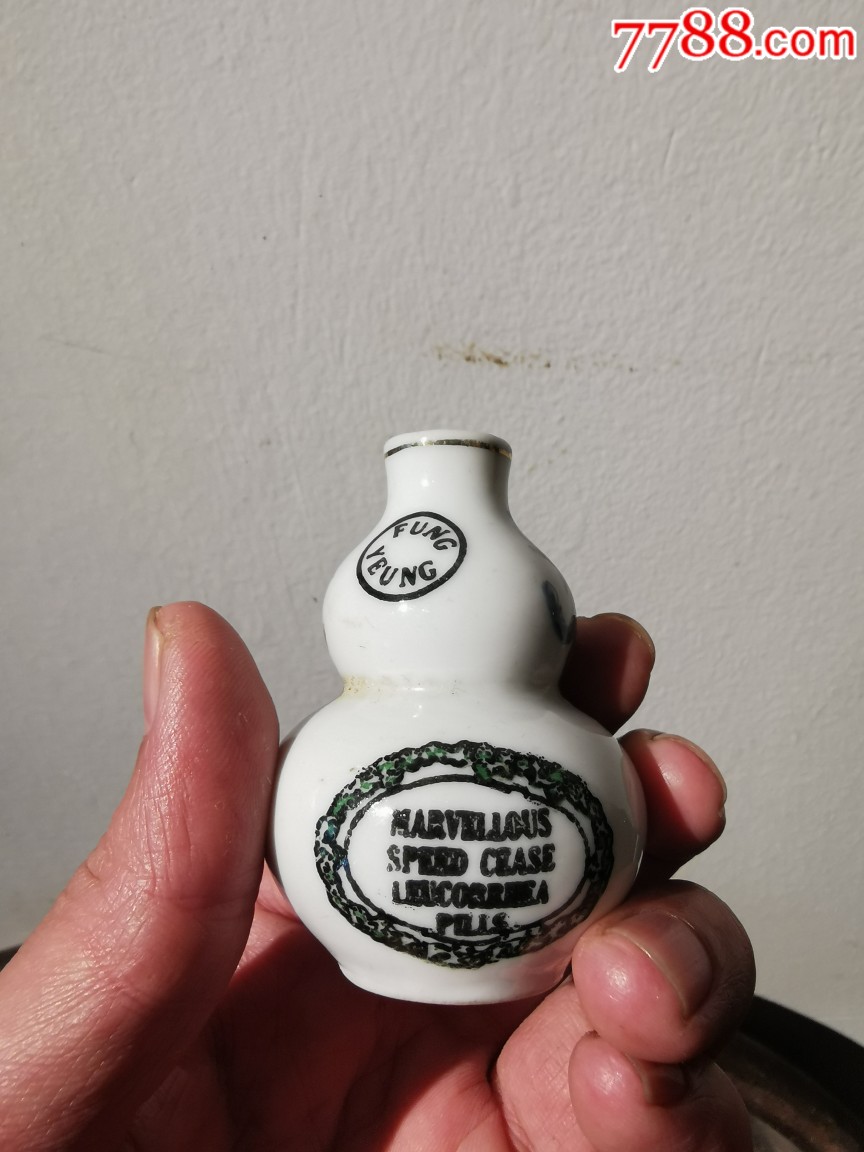 7788.com
FUNG
YEUNG
MARVELLOUS
SPEED CEASE
LEUCORRHEA
PILLS